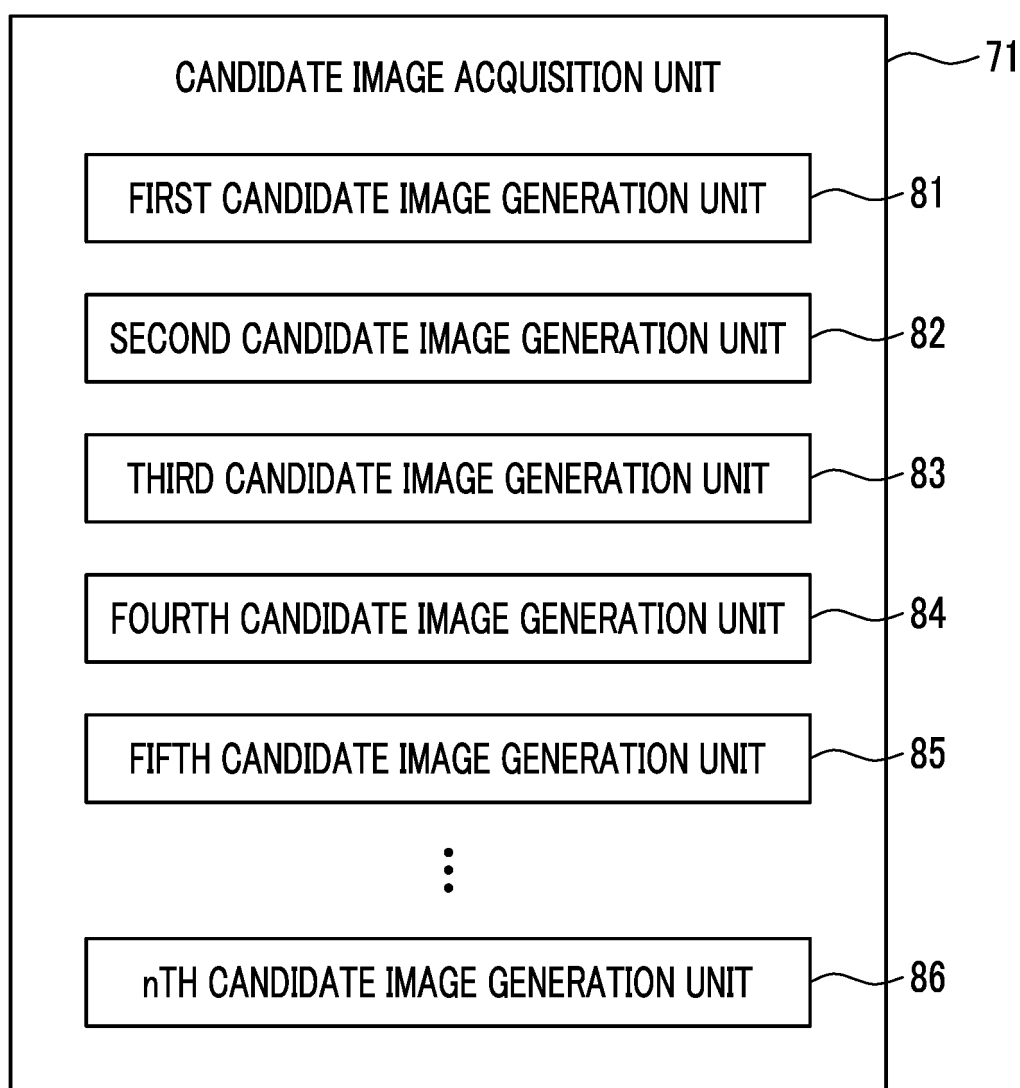 CANDIDATE IMAGE ACQUISITION UNIT 71
FIRST CANDIDATE IMAGE GENERATION UNIT 81
SECOND CANDIDATE IMAGE GENERATION UNIT 82
THIRD CANDIDATE IMAGE GENERATION UNIT 83
FOURTH CANDIDATE IMAGE GENERATION UNIT 84
FIFTH CANDIDATE IMAGE GENERATION UNIT 85
⋮
nTH CANDIDATE IMAGE GENERATION UNIT 86